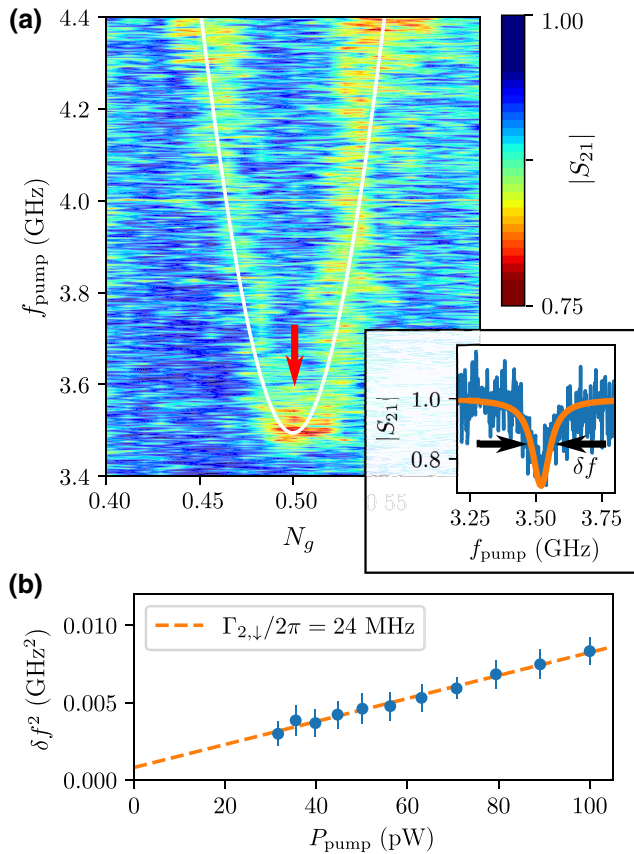 (a)
4.4
4.2
4.0
3.8
3.6
3.4
f_pump (GHz)
0.40
0.45
0.50
0.55
N_g
1.00
0.75
|S_21|
1.0
0.8
|S_21|
δf
3.25
3.50
3.75
f_pump (GHz)
(b)
Γ_2,↓/2π = 24 MHz
0.010
0.005
0.000
δf^2 (GHz^2)
0
20
40
60
80
100
P_pump (pW)